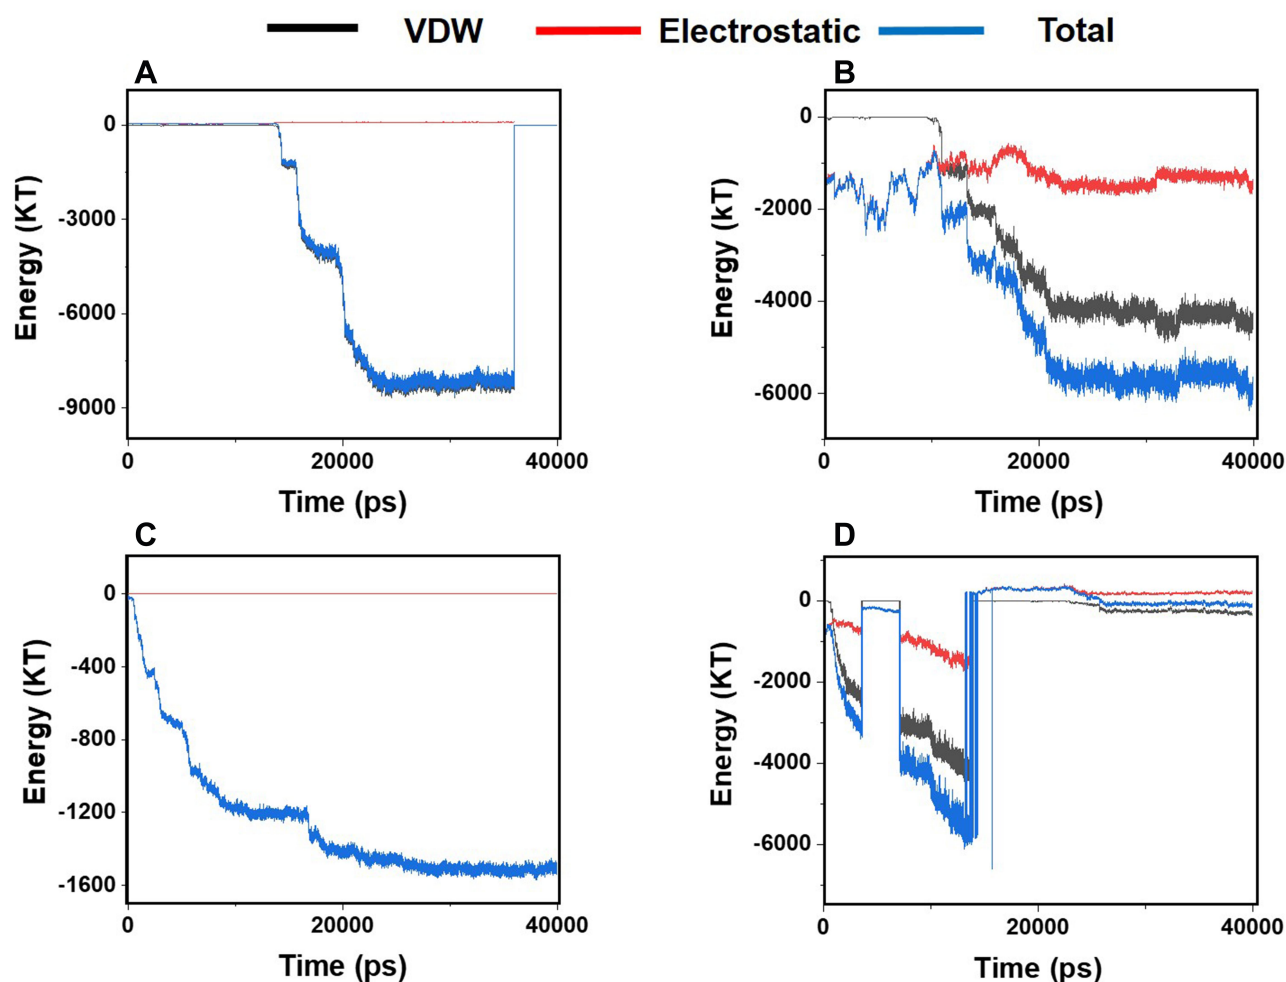 VDW Electrostatic Total
A
0
-3000
-6000
-9000
Energy (KT)
0 20000 40000
Time (ps)
B
0
-2000
-4000
-6000
Energy (kT)
0 20000 40000
Time (ps)
C
0
-400
-800
-1200
-1600
Energy (KT)
0 20000 40000
Time (ps)
D
0
-2000
-4000
-6000
Energy (KT)
0 20000 40000
Time (ps)